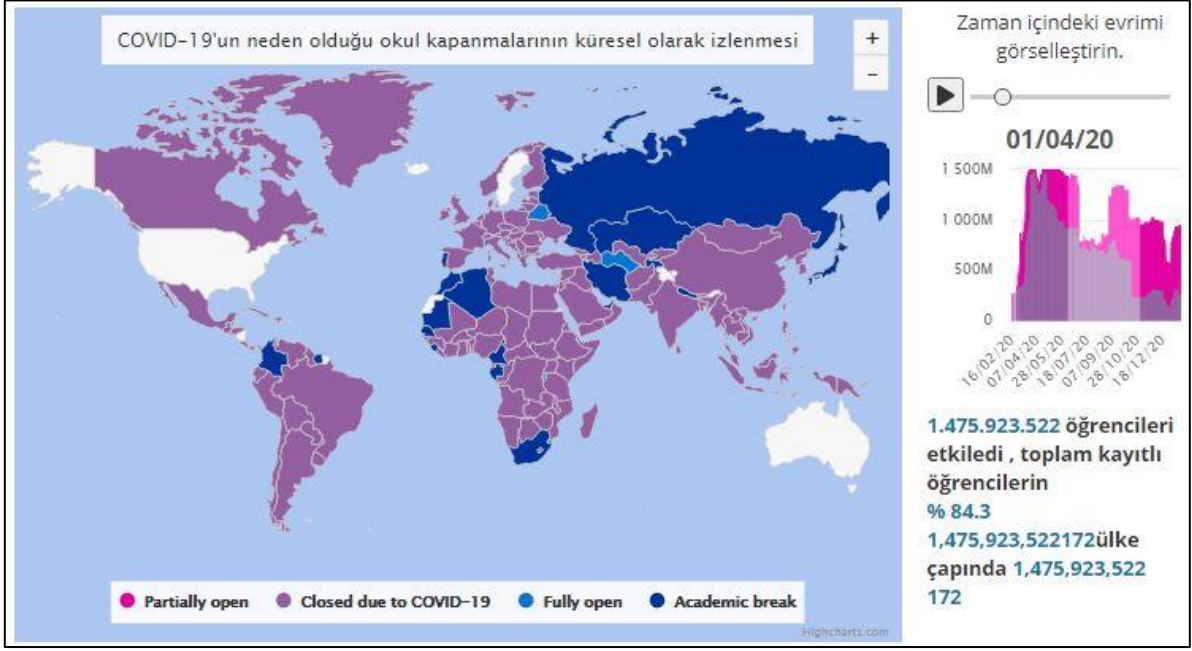 COVID-19'un neden olduğu okul kapanmalarının küresel olarak izlenmesi
+
-
Partially open
Closed due to COVID-19
Fully open
Academic break
Highcharts.com
Zaman içindeki evrimi
görselleştirin.
01/04/20
1 500M
1 000M
500M
0
16/02/20
07/04/20
28/05/20
18/07/20
07/09/20
28/10/20
18/12/20
1.475.923.522 öğrencileri
etkiledi , toplam kayıtlı
öğrencilerin
% 84.3
1,475,923,522172ülke
çapında 1,475,923,522
172